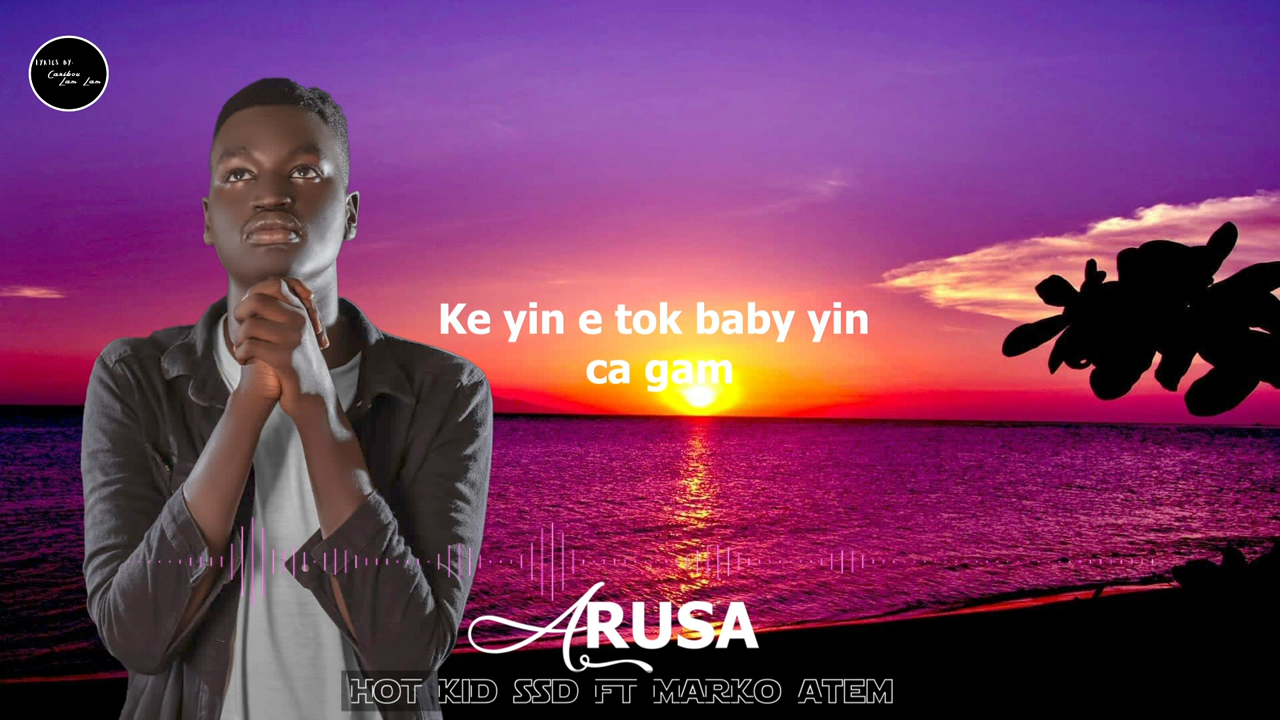 LYRICS BY:
Caribou
Lam Lam
Ke yin e tok baby yin
ca gam
ARUSA
HOT KID SSD FT MARKO ATEM